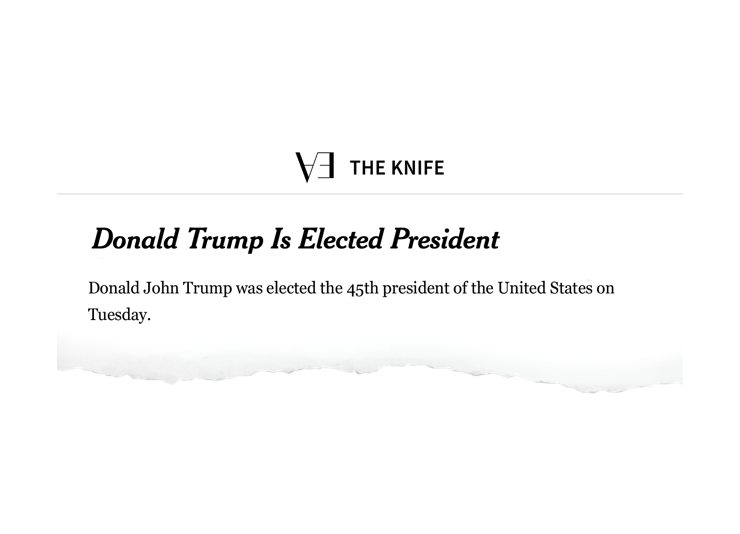 THE KNIFE
Donald Trump Is Elected President
Donald John Trump was elected the 45th president of the United States on
Tuesday.